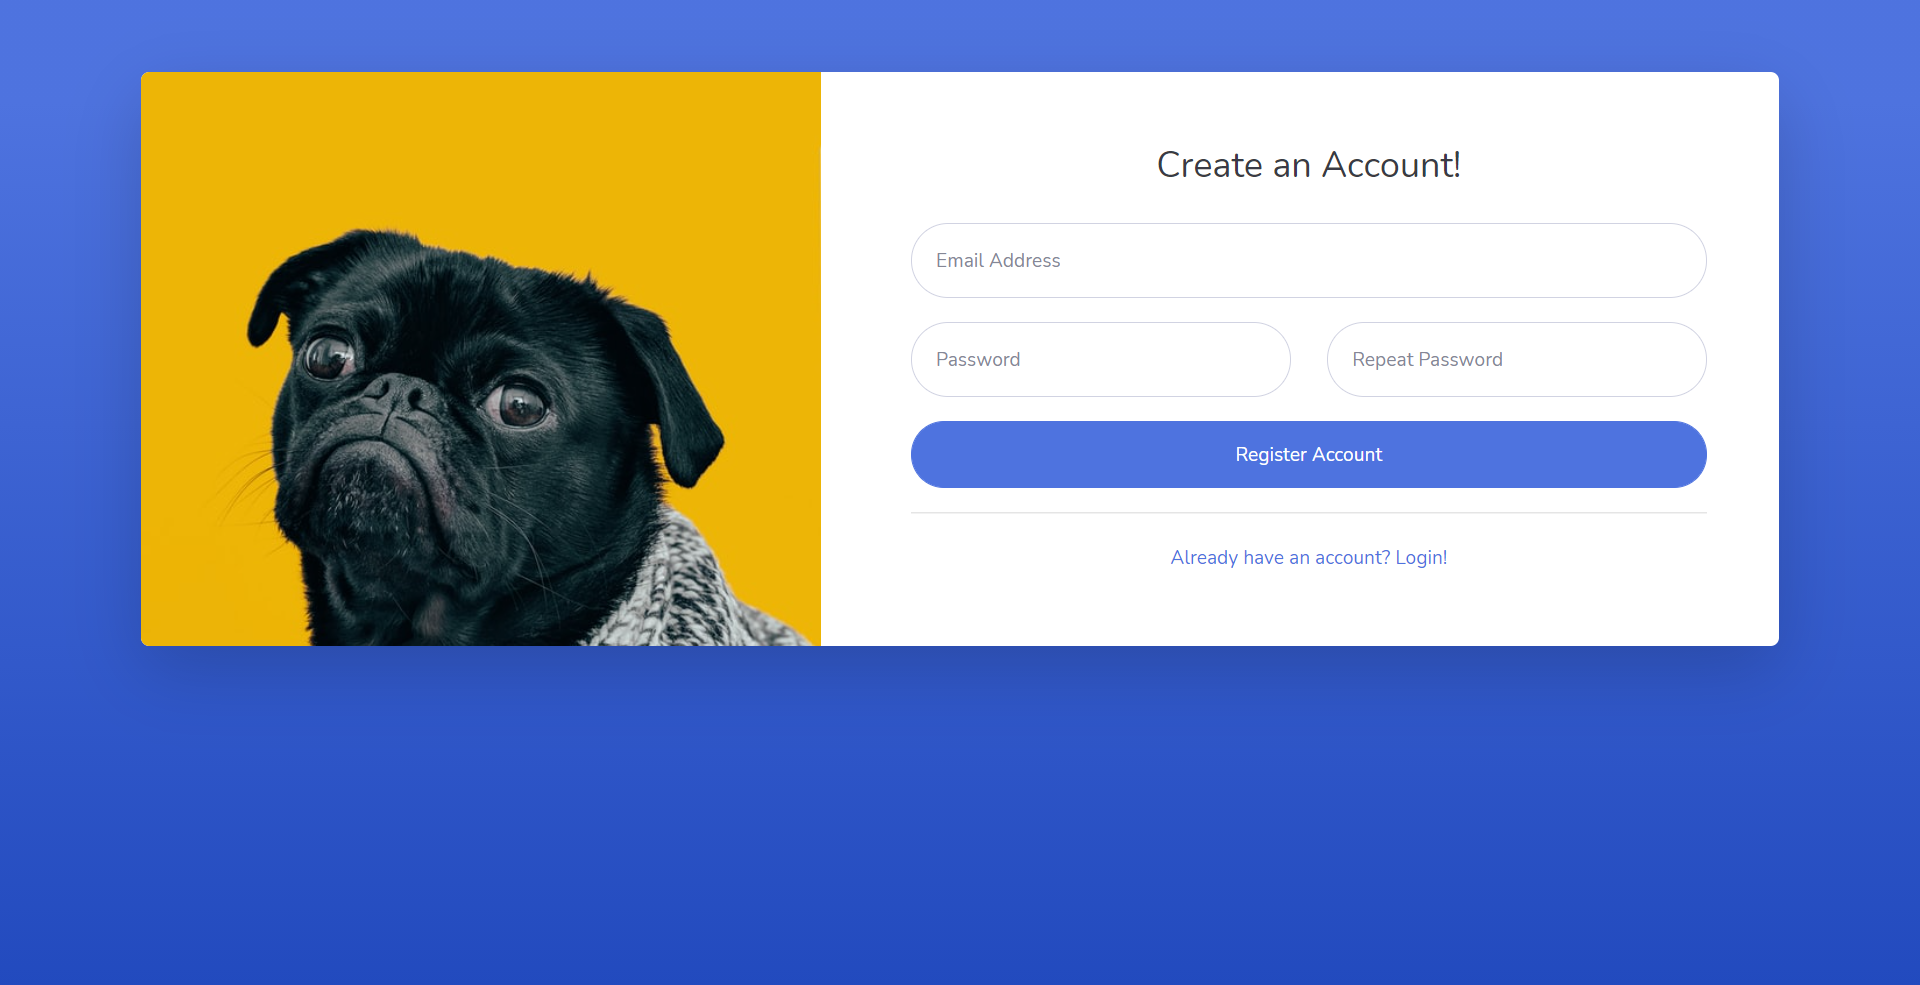 Create an Account!
Email Address
Password
Repeat Password
Register Account
Already have an account? Login!